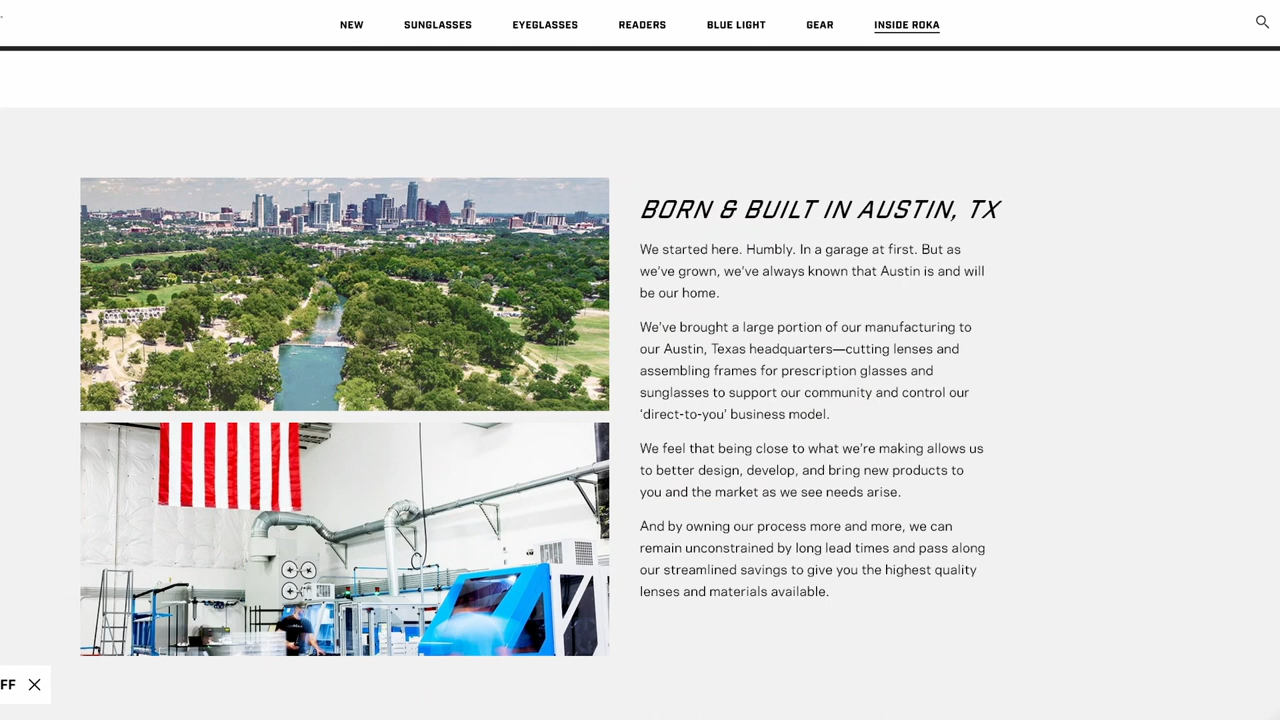 NEW SUNGLASSES EYEGLASSES READERS BLUE LIGHT GEAR INSIDE ROKA
BORN & BUILT IN AUSTIN, TX
We started here. Humbly. In a garage at first. But as
we've grown, we've always known that Austin is and will
be our home.
We've brought a large portion of our manufacturing to
our Austin, Texas headquarters—cutting lenses and
assembling frames for prescription glasses and
sunglasses to support our community and control our
'direct-to-you' business model.
We feel that being close to what we're making allows us
to better design, develop, and bring new products to
you and the market as we see needs arise.
And by owning our process more and more, we can
remain unconstrained by long lead times and pass along
our streamlined savings to give you the highest quality
lenses and materials available.
FF